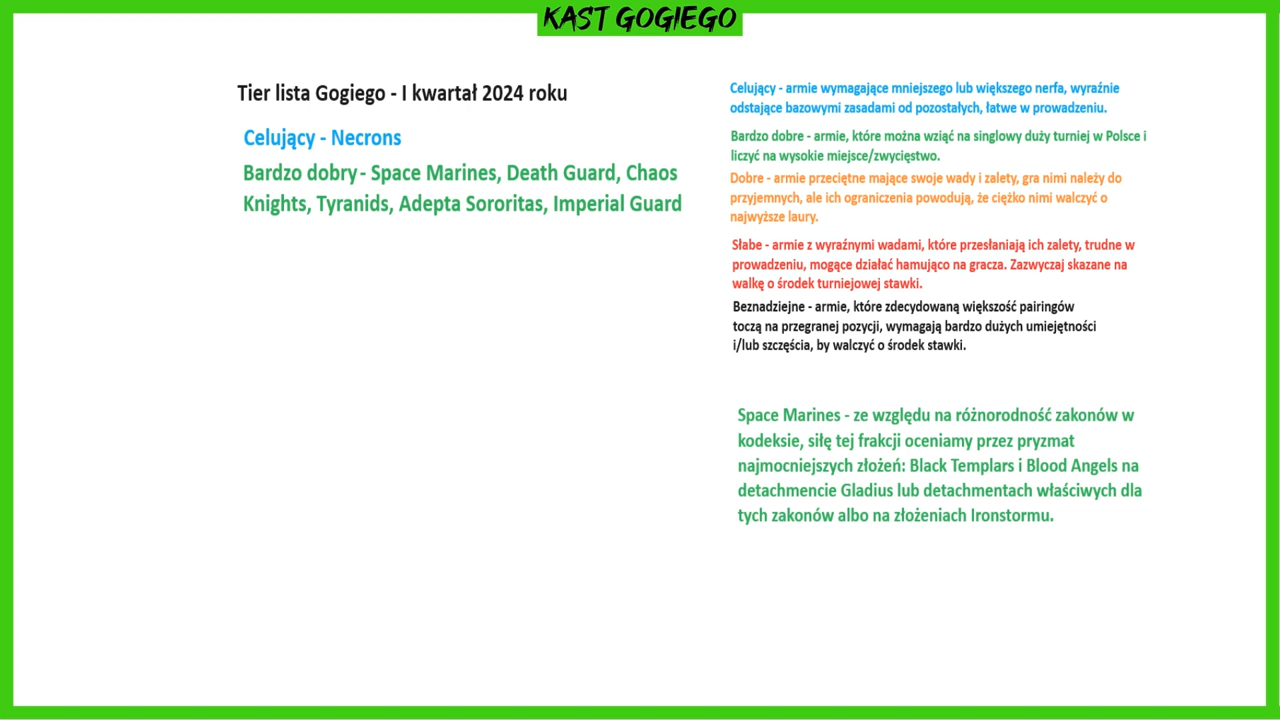 KAST GOGIEGO
Tier lista Gogiego - I kwartał 2024 roku
Celujący - Necrons
Bardzo dobry - Space Marines, Death Guard, Chaos
Knights, Tyranids, Adepta Sororitas, Imperial Guard
Celujący - armie wymagające mniejszego lub większego nerfa, wyraźnie
odstające bazowymi zasadami od pozostałych, łatwe w prowadzeniu.
Bardzo dobre - armie, które można wziąć na singlowy duży turniej w Polsce i
liczyć na wysokie miejsce/zwycięstwo.
Dobre - armie przeciętne mające swoje wady i zalety, gra nimi należy do
przyjemnych, ale ich ograniczenia powodują, że ciężko nimi walczyć o
najwyższe laury.
Słabe - armie z wyraźnymi wadami, które przesłaniają ich zalety, trudne w
prowadzeniu, mogące działać hamująco na gracza. Zazwyczaj skazane na
walkę o środek turniejowej stawki.
Beznadziejne - armie, które zdecydowaną większość pairingów
toczą na przegranej pozycji, wymagają bardzo dużych umiejętności
i/lub szczęścia, by walczyć o środek stawki.
Space Marines - ze względu na różnorodność zakonów w
kodeksie, siłę tej frakcji oceniamy przez pryzmat
najmocniejszych złożeń: Black Templars i Blood Angels na
detachmencie Gladius lub detachmentach właściwych dla
tych zakonów albo na złożeniach Ironstormu.